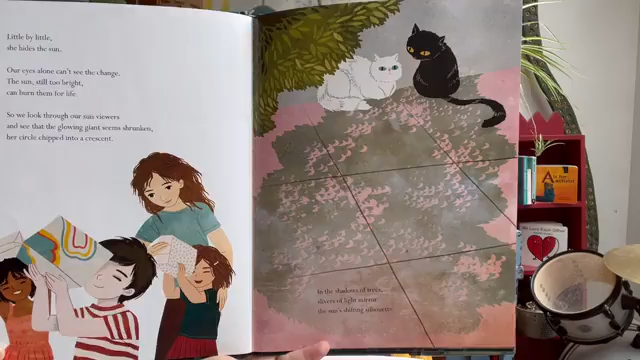 Little by little,
she hides the sun.
Our eyes alone can't see the change.
The sun, still too bright,
can burn them for life.
So we look through our sun viewers
and see that the glowing giant seems shrunken,
her circle chipped into a crescent.
In the shadows of trees,
slivers of light mirror
the sun's shifting silhouette.
A is for
Activist